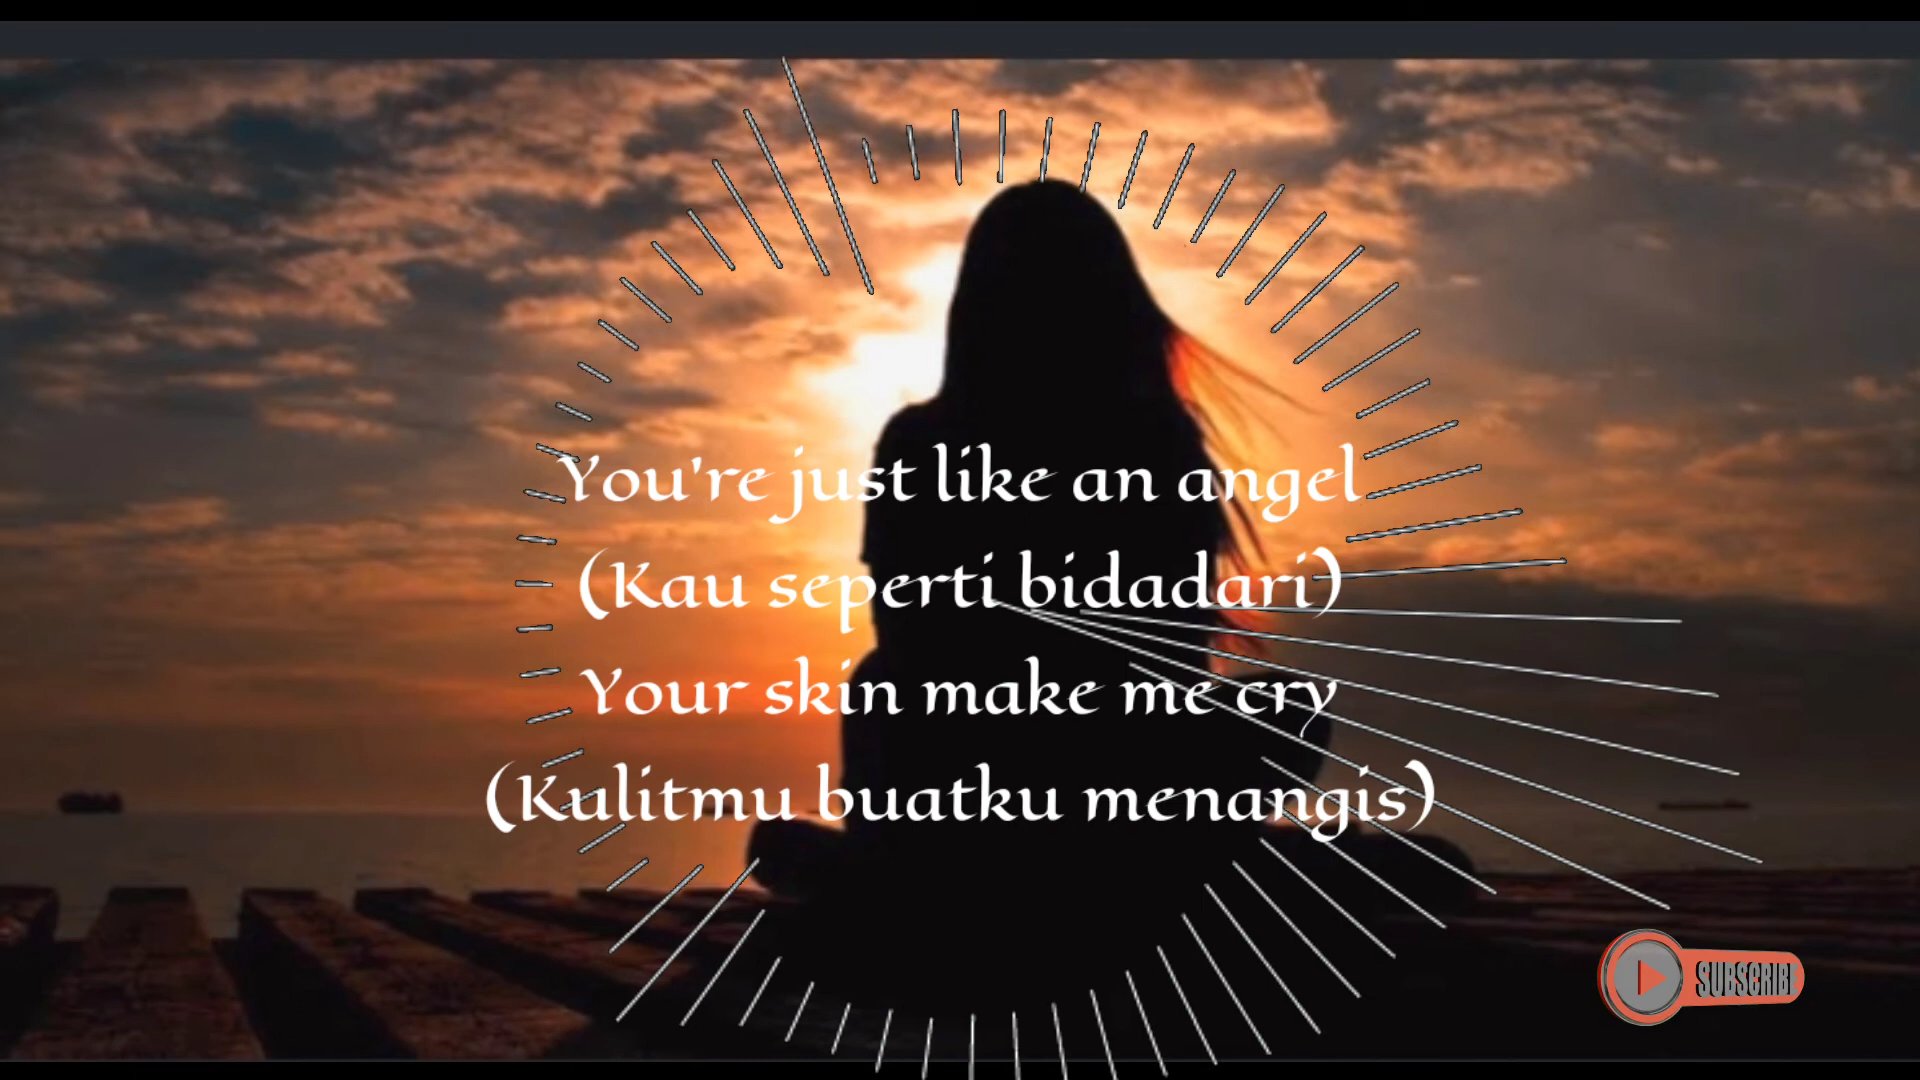 You're just like an angel
(Kau seperti bidadari)
Your skin make me cry
(Kulitmu buatku menangis)
SUBSCRIBE